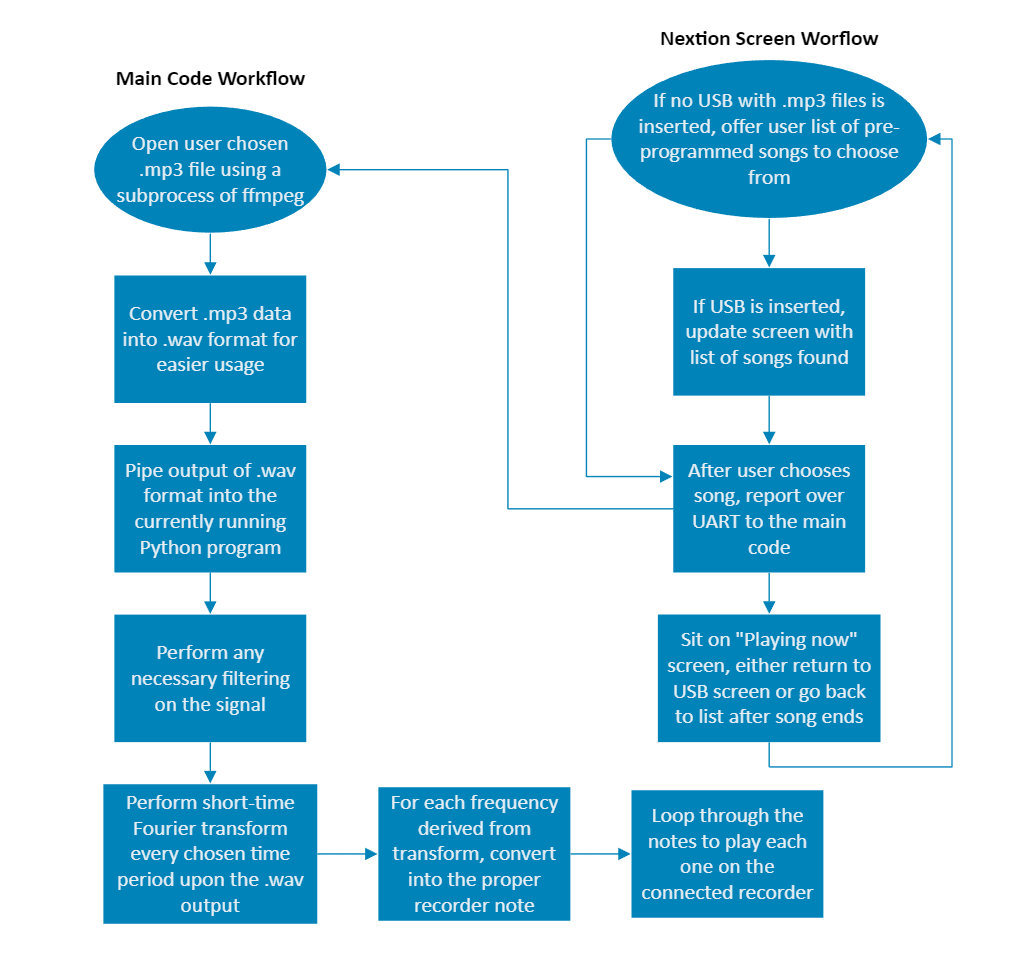 Main Code Workflow
Open user chosen
.mp3 file using a
subprocess of ffmpeg
Convert .mp3 data
into .wav format for
easier usage
Pipe output of .wav
format into the
currently running
Python program
Perform any
necessary filtering
on the signal
Perform short-time
Fourier transform
every chosen time
period upon the .wav
output
For each frequency
derived from
transform, convert
into the proper
recorder note
Loop through the
notes to play each
one on the
connected recorder
Nextion Screen Worflow
If no USB with .mp3 files is
inserted, offer user list of pre-
programmed songs to choose
from
If USB is inserted,
update screen with
list of songs found
After user chooses
song, report over
UART to the main
code
Sit on "Playing now"
screen, either return to
USB screen or go back
to list after song ends